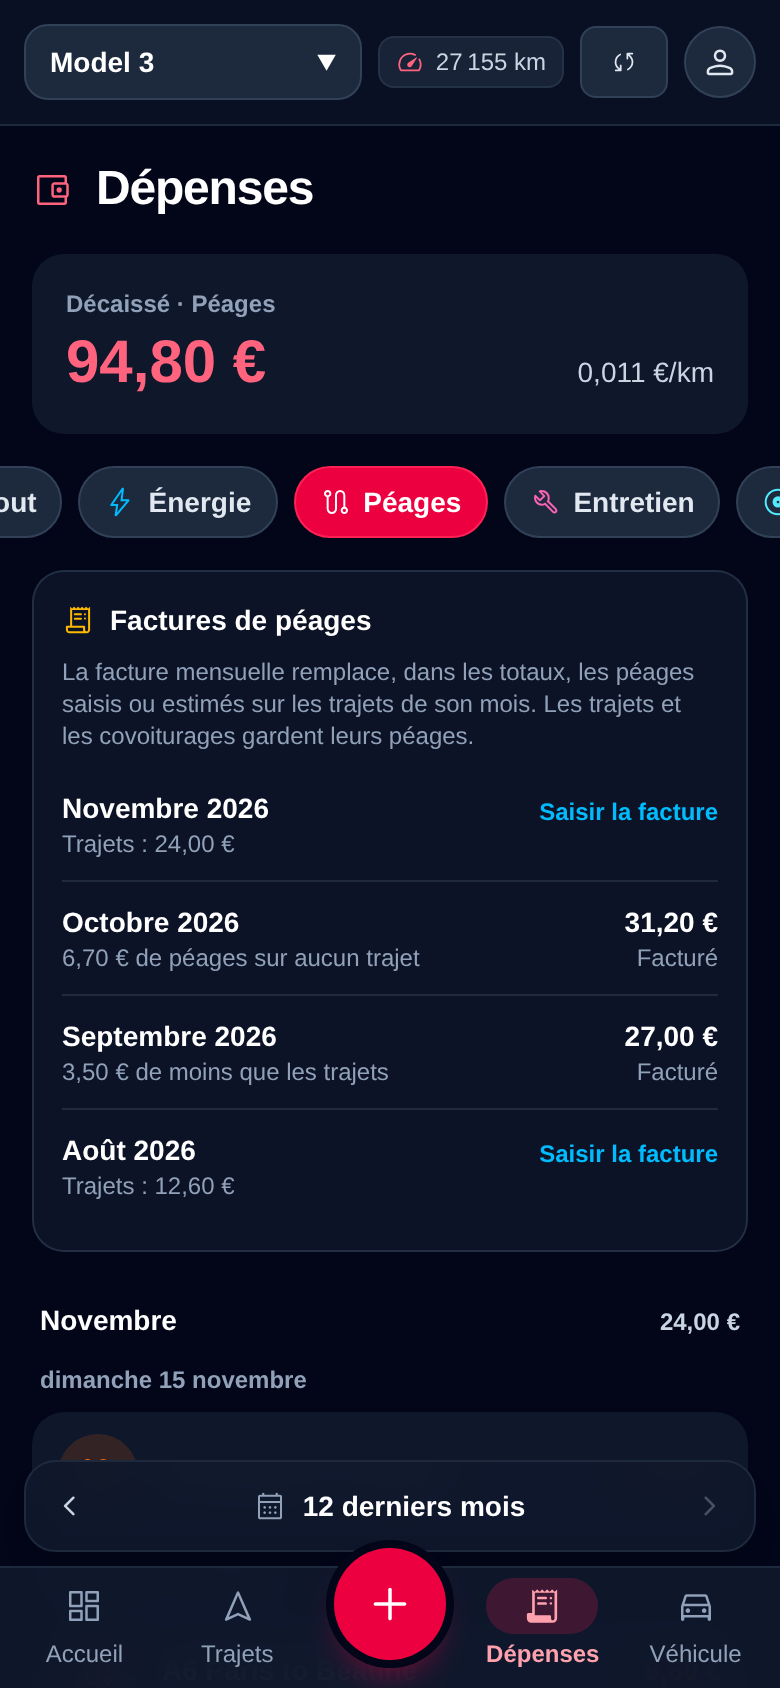 Model 3 ▼ 27 155 km
Dépenses
Décaissé · Péages
94,80 €
0,011 €/km
Énergie Péages Entretien
Factures de péages
La facture mensuelle remplace, dans les totaux, les péages
saisis ou estimés sur les trajets de son mois. Les trajets et
les covoiturages gardent leurs péages.
Novembre 2026 Saisir la facture
Trajets : 24,00 €
Octobre 2026 31,20 €
6,70 € de péages sur aucun trajet Facturé
Septembre 2026 27,00 €
3,50 € de moins que les trajets Facturé
Août 2026 Saisir la facture
Trajets : 12,60 €
Novembre 24,00 €
dimanche 15 novembre
12 derniers mois
Accueil Trajets Dépenses Véhicule
A6 Paris to Beaune